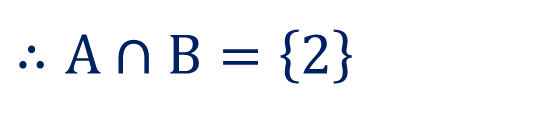 ∴ A ∩ B = {2}